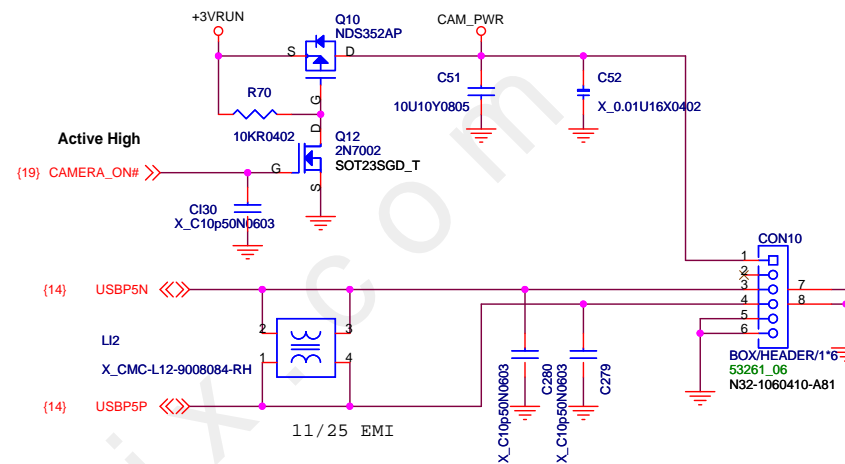 +3VRUN
Q10
NDS352AP
CAM_PWR
S
D
G
R70
10KR0402
C51
10U10Y0805
C52
X_0.01U16X0402
Active High
D
Q12
2N7002
SOT23SGD_T
{19} CAMERA_ON#
G
S
CI30
X_C10p50N0603
CON10
1
2
3
4
5
6
7
8
BOX/HEADER/1*6
53261_06
N32-1060410-A81
{14} USBP5N
LI2
X_CMC-L12-9008084-RH
2
3
1
4
{14} USBP5P
11/25 EMI
X_C10p50N0603
C280
X_C10p50N0603
C279
ix.com